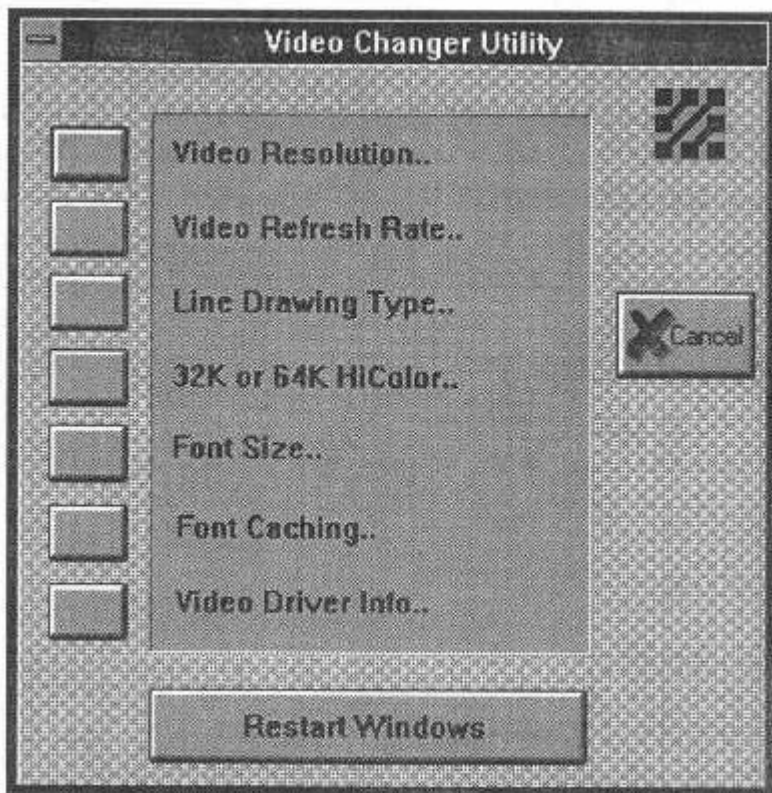 Video Changer Utility
Video Resolution..
Video Refresh Rate..
Line Drawing Type..
Cancel
32K or 64K HiColor..
Font Size..
Font Caching..
Video Driver Info..
Restart Windows